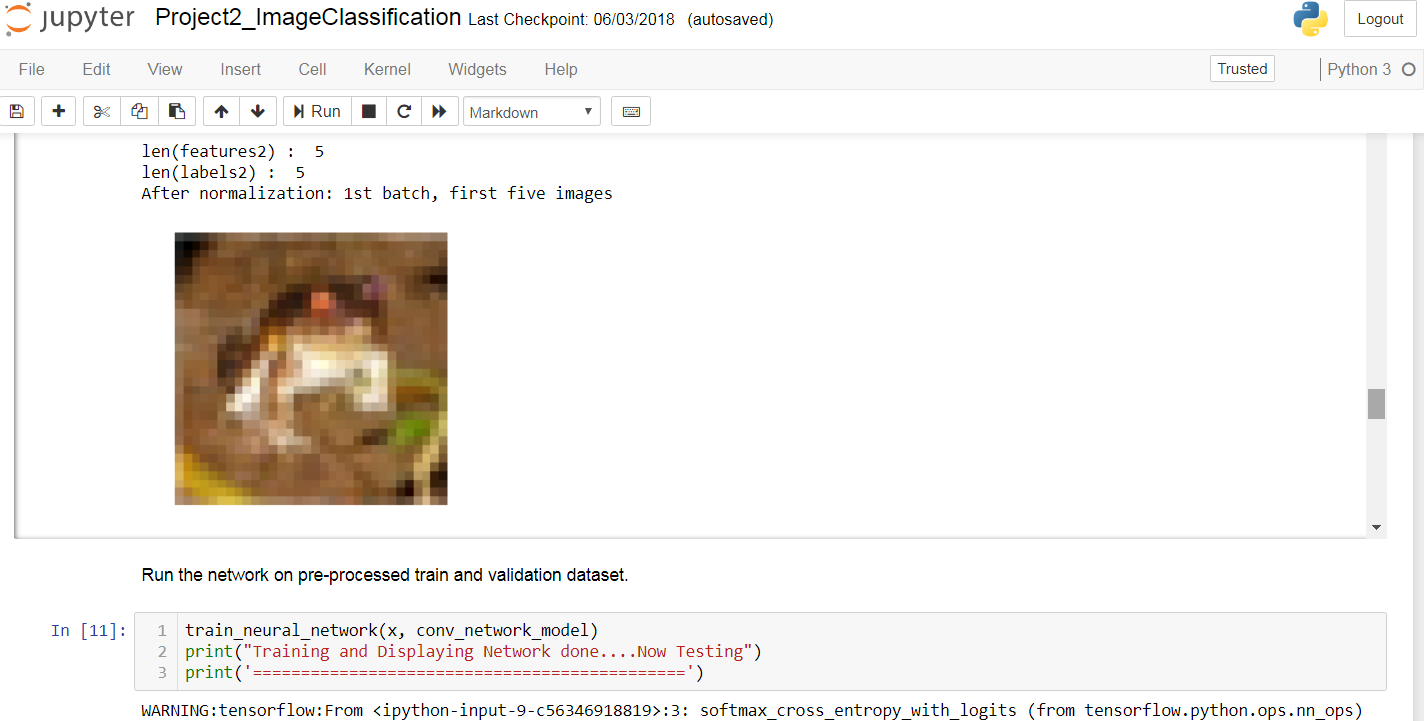 jupyter Project2_ImageClassification Last Checkpoint: 06/03/2018 (autosaved) Logout
File Edit View Insert Cell Kernel Widgets Help Trusted Python 3
Run Markdown
len(features2) :  5
len(labels2) :  5
After normalization: 1st batch, first five images
Run the network on pre-processed train and validation dataset.
In [11]: 1 train_neural_network(x, conv_network_model)
2 print("Training and Displaying Network done....Now Testing")
3 print('=============================================')
WARNING:tensorflow:From <ipython-input-9-c56346918819>:3: softmax_cross_entropy_with_logits (from tensorflow.python.ops.nn_ops)